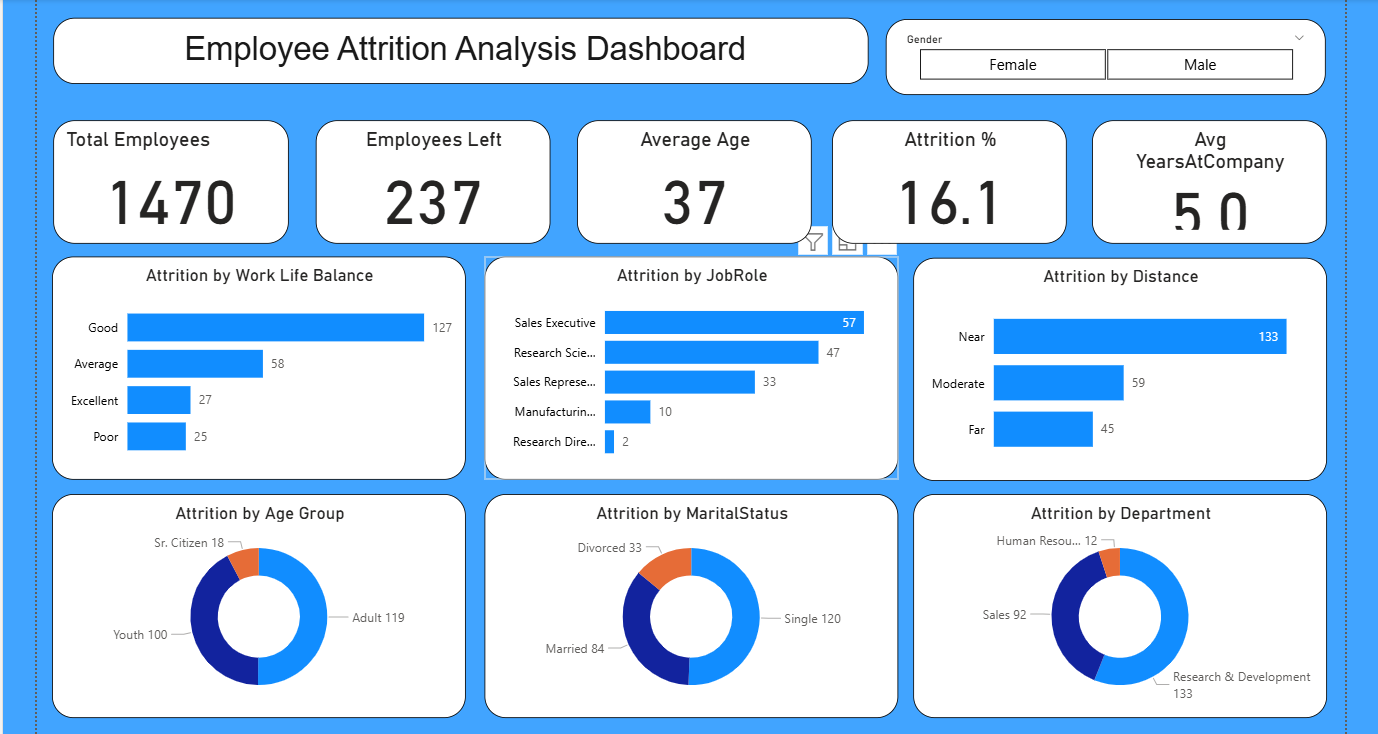 Employee Attrition Analysis Dashboard
Gender
Female
Male
Total Employees
1470
Employees Left
237
Average Age
37
Attrition %
16.1
Avg
YearsAtCompany
5.0
Attrition by Work Life Balance
Good 127
Average 58
Excellent 27
Poor 25
Attrition by JobRole
Sales Executive 57
Research Scie... 47
Sales Represe... 33
Manufacturin... 10
Research Dire... 2
Attrition by Distance
Near 133
Moderate 59
Far 45
Attrition by Age Group
Sr. Citizen 18
Adult 119
Youth 100
Attrition by MaritalStatus
Divorced 33
Single 120
Married 84
Attrition by Department
Human Resou... 12
Sales 92
Research & Development
133